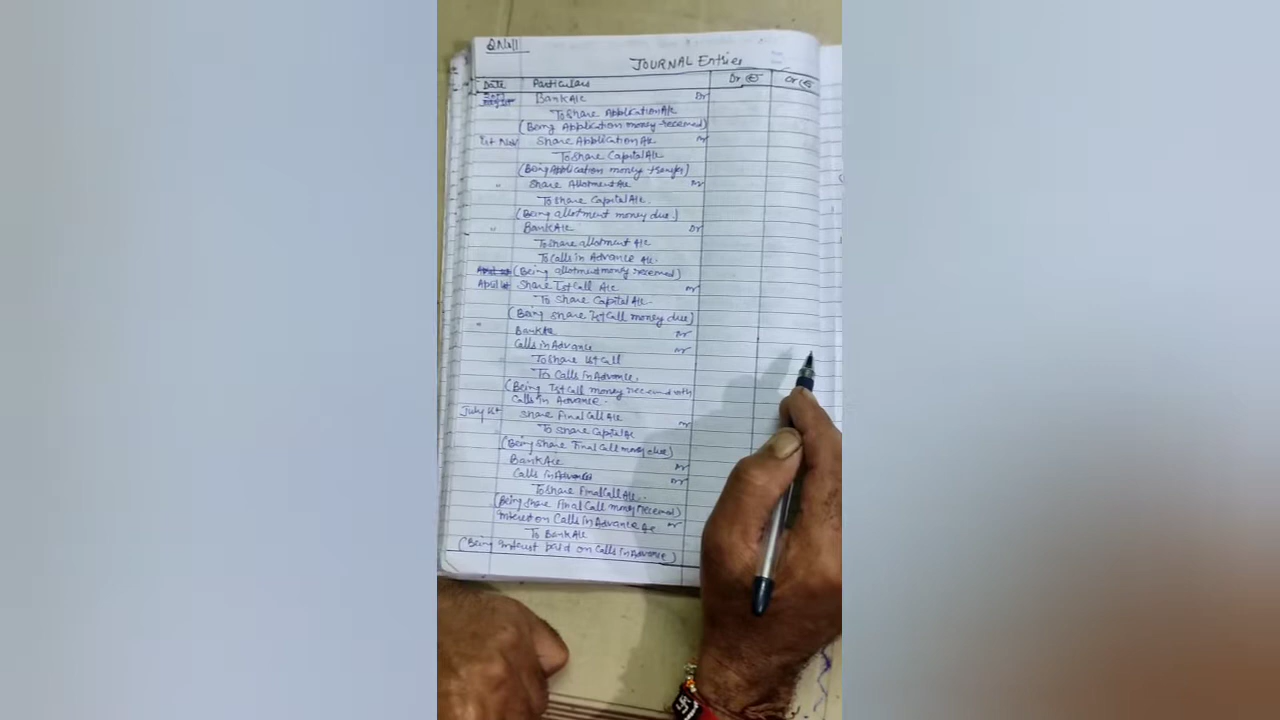 Q No 11
JOURNAL Entries
Date Particulars Dr (₹) Cr (₹)
Bank A/c Dr
To Share Application A/c
(Being Application money received)
1st Nov Share Application A/c Dr
To Share Capital A/c
(Being Application money transfer)
" Share Allotment A/c Dr
To Share Capital A/c.
(Being allotment money due.)
" Bank A/c Dr
To Share allotment A/c
To Calls in Advance A/c.
(Being allotment money received)
April 1st Share Ist Call A/c Dr
To Share Capital A/c.
(Being Share Ist Call money due)
" Bank A/c Dr
Calls in Advance Dr
To Share Ist Call
To Calls in Advance.
(Being Ist Call money received with
Calls in Advance.
July 1st Share Final Call A/c Dr
To Share Capital A/c
(Being Share Final Call money due)
Bank A/c Dr
Calls in Advance Dr
To Share Final Call A/c.
(Being Share Final Call money received)
Interest on Calls in Advance A/c Dr
To Bank A/c
(Being Interest paid on Calls in Advance)